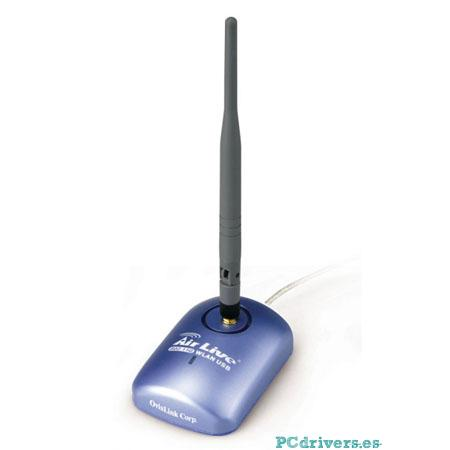 Air Live
WLAN USB
OvisLink Corp.
PCdrivers.es